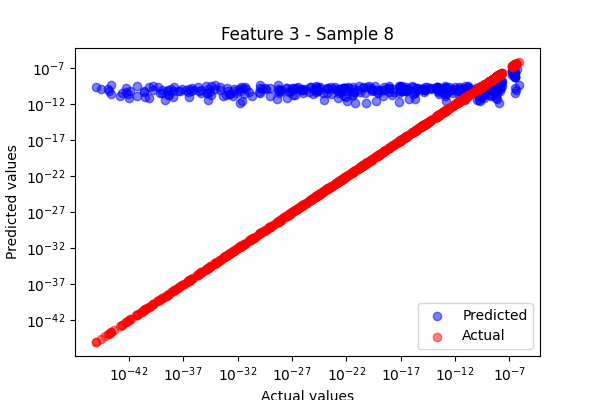 Feature 3 - Sample 8
Predicted values
10⁻⁷
10⁻¹²
10⁻¹⁷
10⁻²²
10⁻²⁷
10⁻³²
10⁻³⁷
10⁻⁴²
Predicted
Actual
10⁻⁴² 10⁻³⁷ 10⁻³² 10⁻²⁷ 10⁻²² 10⁻¹⁷ 10⁻¹² 10⁻⁷
Actual values